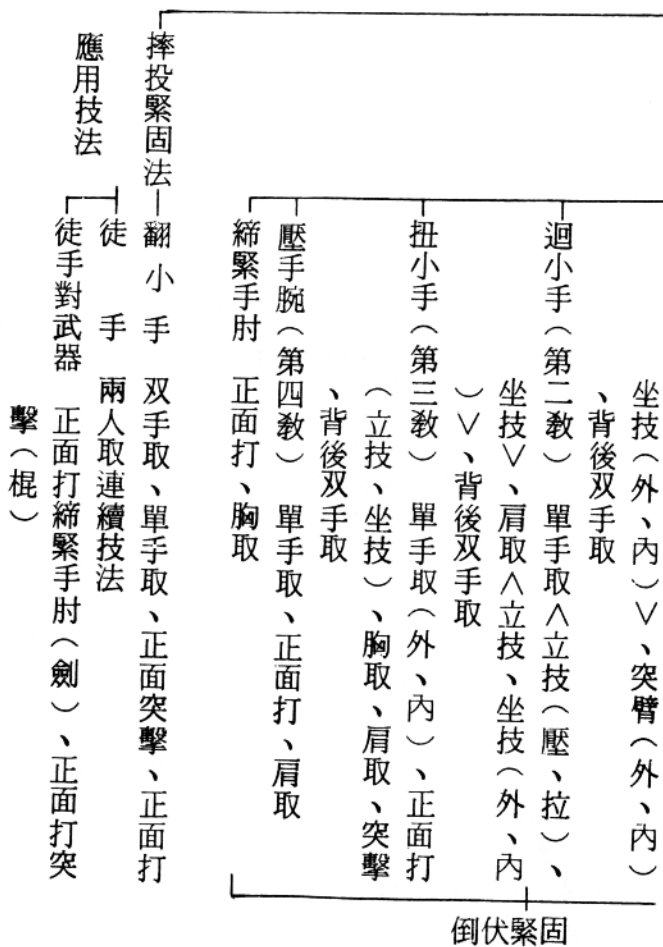 坐技（外、內）〉、突臂（外、內）
、背後双手取
迴小手（第二教）　單手取〈立技（壓、拉）、
坐技〉、肩取〈立技、坐技（外、內
）〉、背後双手取
扭小手（第三教）　單手取（外、內）、正面打
（立技、坐技）、胸取、肩取、突擊
、背後双手取
壓手腕（第四教）　單手取、正面打、肩取
締緊手肘　正面打、胸取
倒伏緊固
摔投緊固法
翻小手　双手取、單手取、正面突擊、正面打
應用技法
徒手　兩人取連續技法
徒手對武器　正面打締緊手肘（劍）、正面打突
擊（棍）